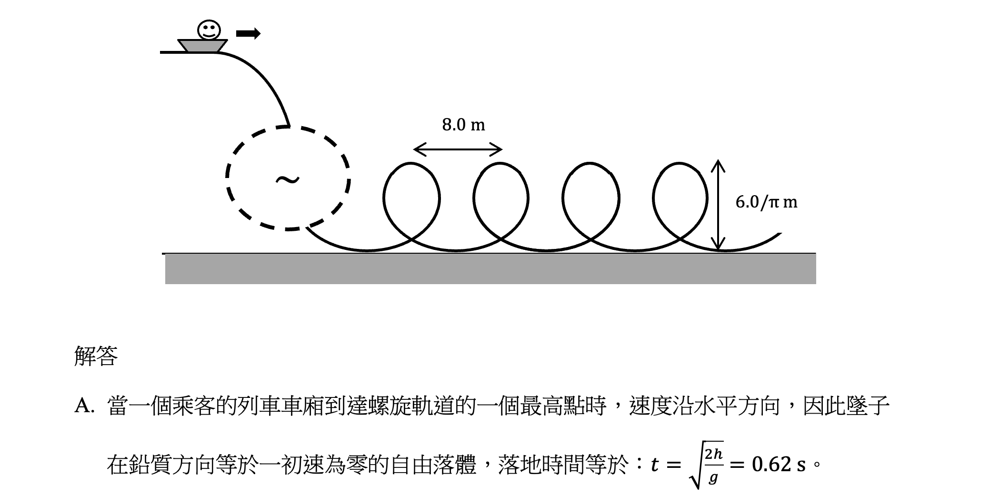 8.0 m
6.0/π m
~
解答
A. 當一個乘客的列車車廂到達螺旋軌道的一個最高點時，速度沿水平方向，因此墜子
在鉛質方向等於一初速為零的自由落體，落地時間等於：t = √(2h/g) = 0.62 s。